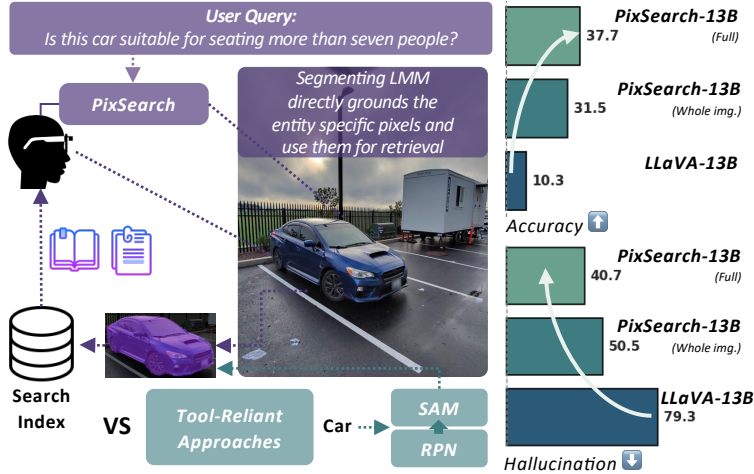 User Query:
Is this car suitable for seating more than seven people?
PixSearch
Segmenting LMM
directly grounds the
entity specific pixels and
use them for retrieval
Search
Index
VS
Tool-Reliant
Approaches
Car
SAM
RPN
PixSearch-13B
(Full)
37.7
PixSearch-13B
(Whole img.)
31.5
LLaVA-13B
10.3
Accuracy ⬆
PixSearch-13B
(Full)
40.7
PixSearch-13B
(Whole img.)
50.5
LLaVA-13B
79.3
Hallucination ⬇